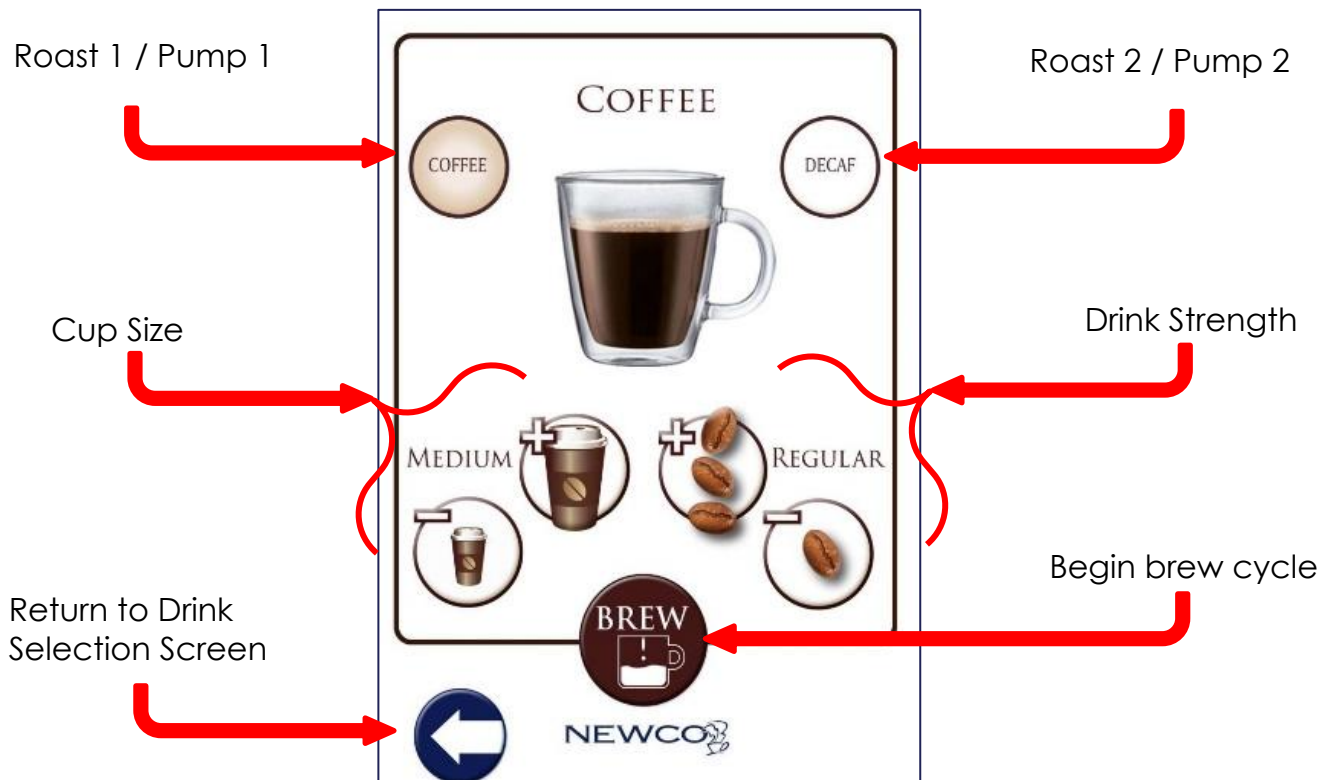 Roast 1 / Pump 1
Roast 2 / Pump 2
COFFEE
COFFEE
DECAF
Cup Size
Drink Strength
MEDIUM
REGULAR
Begin brew cycle
BREW
Return to Drink
Selection Screen
NEWCO